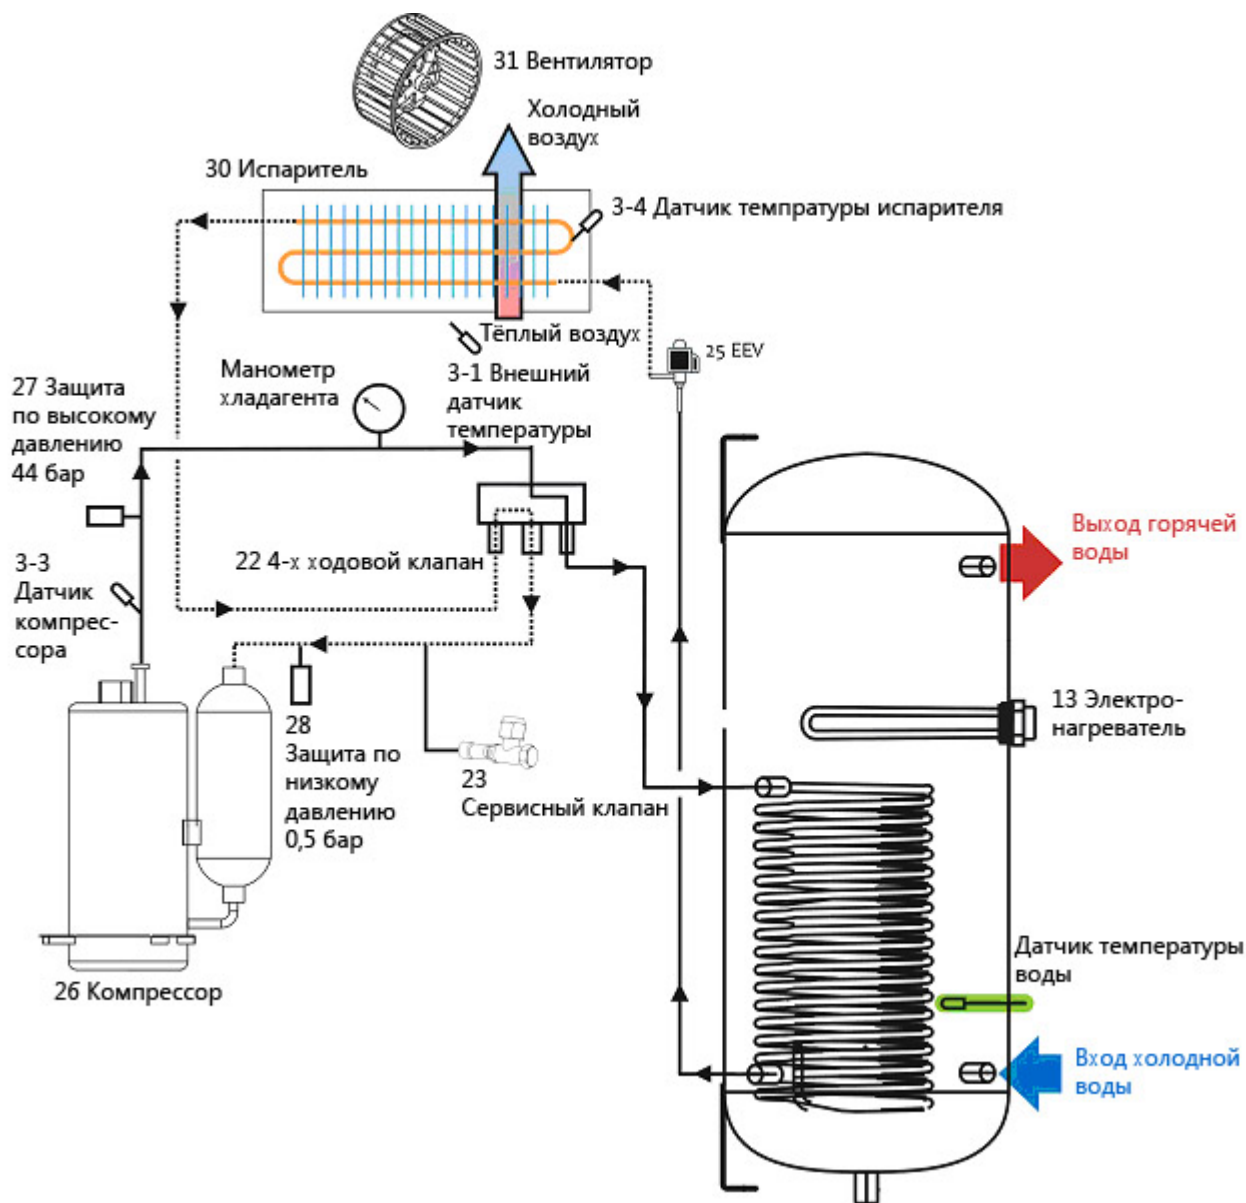 31 Вентилятор
Холодный
воздух
30 Испаритель
3-4 Датчик темпратуры испарителя
Тёплый воздух
25 EEV
3-1 Внешний
датчик
температуры
Манометр
хладагента
27 Защита
по высокому
давлению
44 бар
22 4-х ходовой клапан
3-3
Датчик
компрес-
сора
Выход горячей
воды
13 Электро-
нагреватель
28
Защита по
низкому
давлению
0,5 бар
23
Сервисный клапан
26 Компрессор
Датчик температуры
воды
Вход холодной
воды